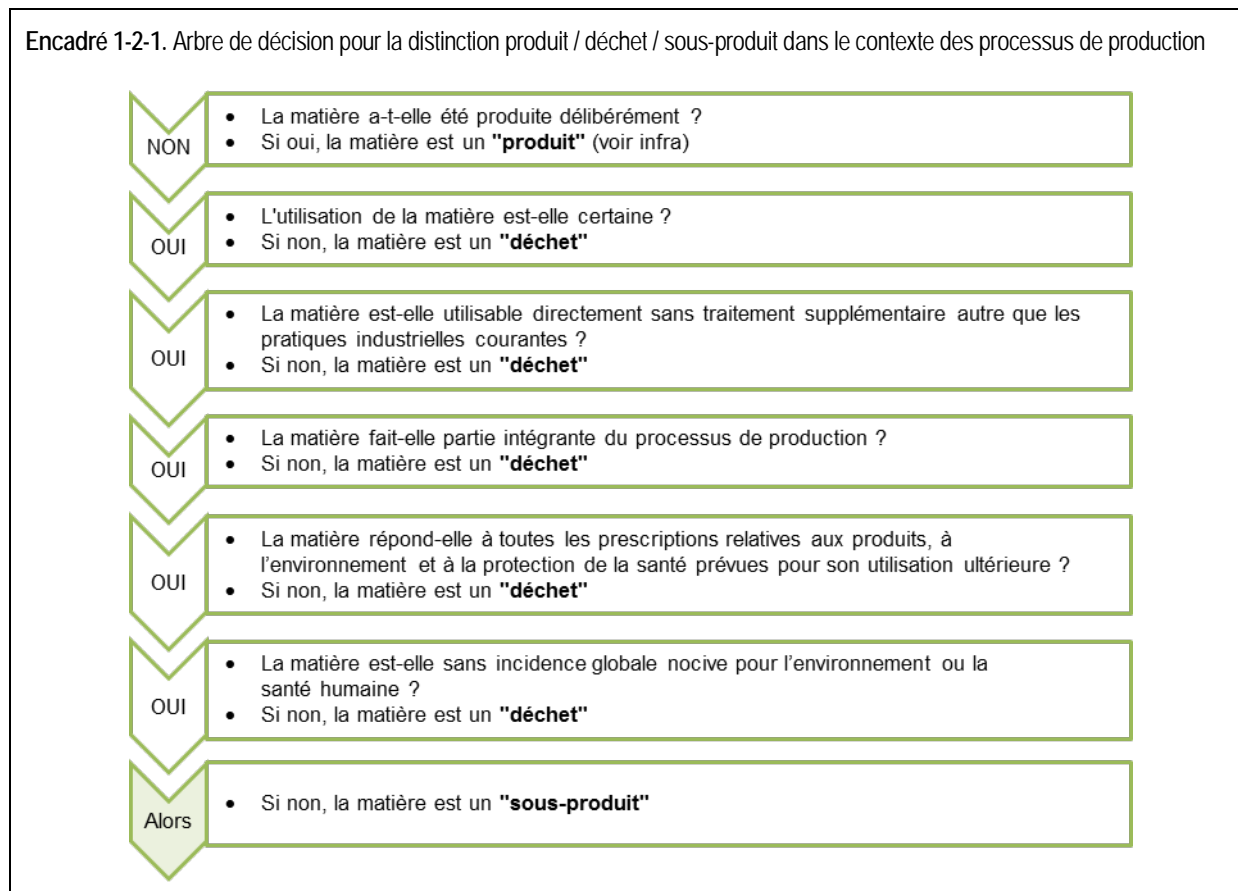 Encadré 1-2-1. Arbre de décision pour la distinction produit / déchet / sous-produit dans le contexte des processus de production
NON
• La matière a-t-elle été produite délibérément ?
• Si oui, la matière est un "produit" (voir infra)
OUI
• L'utilisation de la matière est-elle certaine ?
• Si non, la matière est un "déchet"
OUI
• La matière est-elle utilisable directement sans traitement supplémentaire autre que les
pratiques industrielles courantes ?
• Si non, la matière est un "déchet"
OUI
• La matière fait-elle partie intégrante du processus de production ?
• Si non, la matière est un "déchet"
OUI
• La matière répond-elle à toutes les prescriptions relatives aux produits, à
l’environnement et à la protection de la santé prévues pour son utilisation ultérieure ?
• Si non, la matière est un "déchet"
OUI
• La matière est-elle sans incidence globale nocive pour l’environnement ou la
santé humaine ?
• Si non, la matière est un "déchet"
Alors
• Si non, la matière est un "sous-produit"